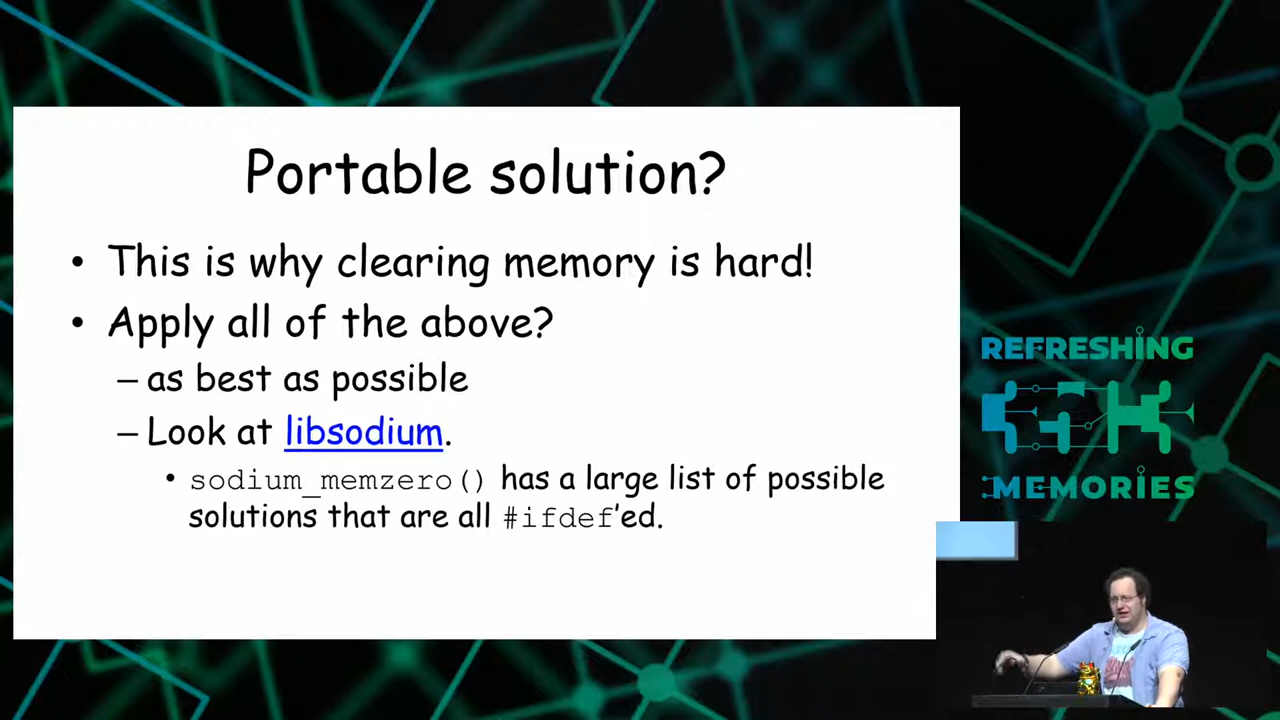 Portable solution?
• This is why clearing memory is hard!
• Apply all of the above?
– as best as possible
– Look at libsodium.
• sodium_memzero() has a large list of possible
solutions that are all #ifdef'ed.
REFRESHING
MEMORIES